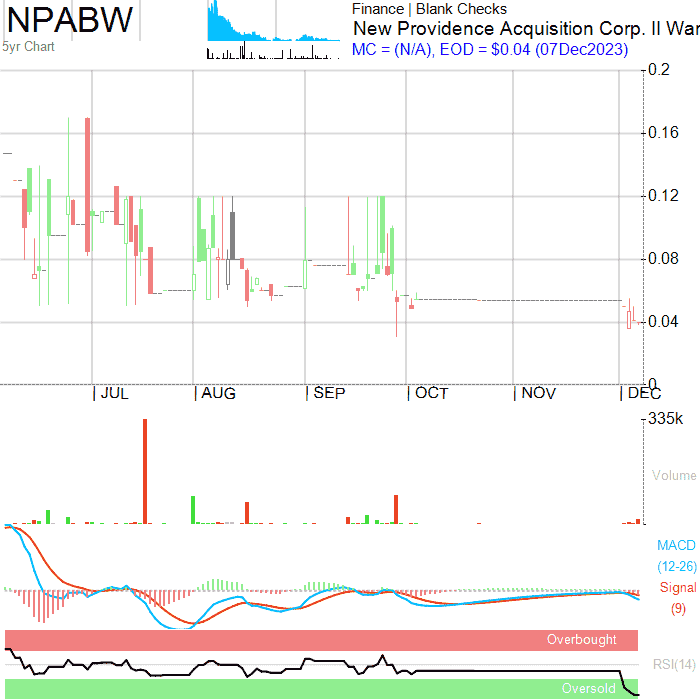 NPABW
5yr Chart
Finance | Blank Checks
New Providence Acquisition Corp. II War
MC = (N/A), EOD = $0.04 (07Dec2023)
0.2
0.16
0.12
0.08
0.04
0
JUL AUG SEP OCT NOV DEC
335k
Volume
MACD
(12-26)
Signal
(9)
Overbought
RSI(14)
Oversold